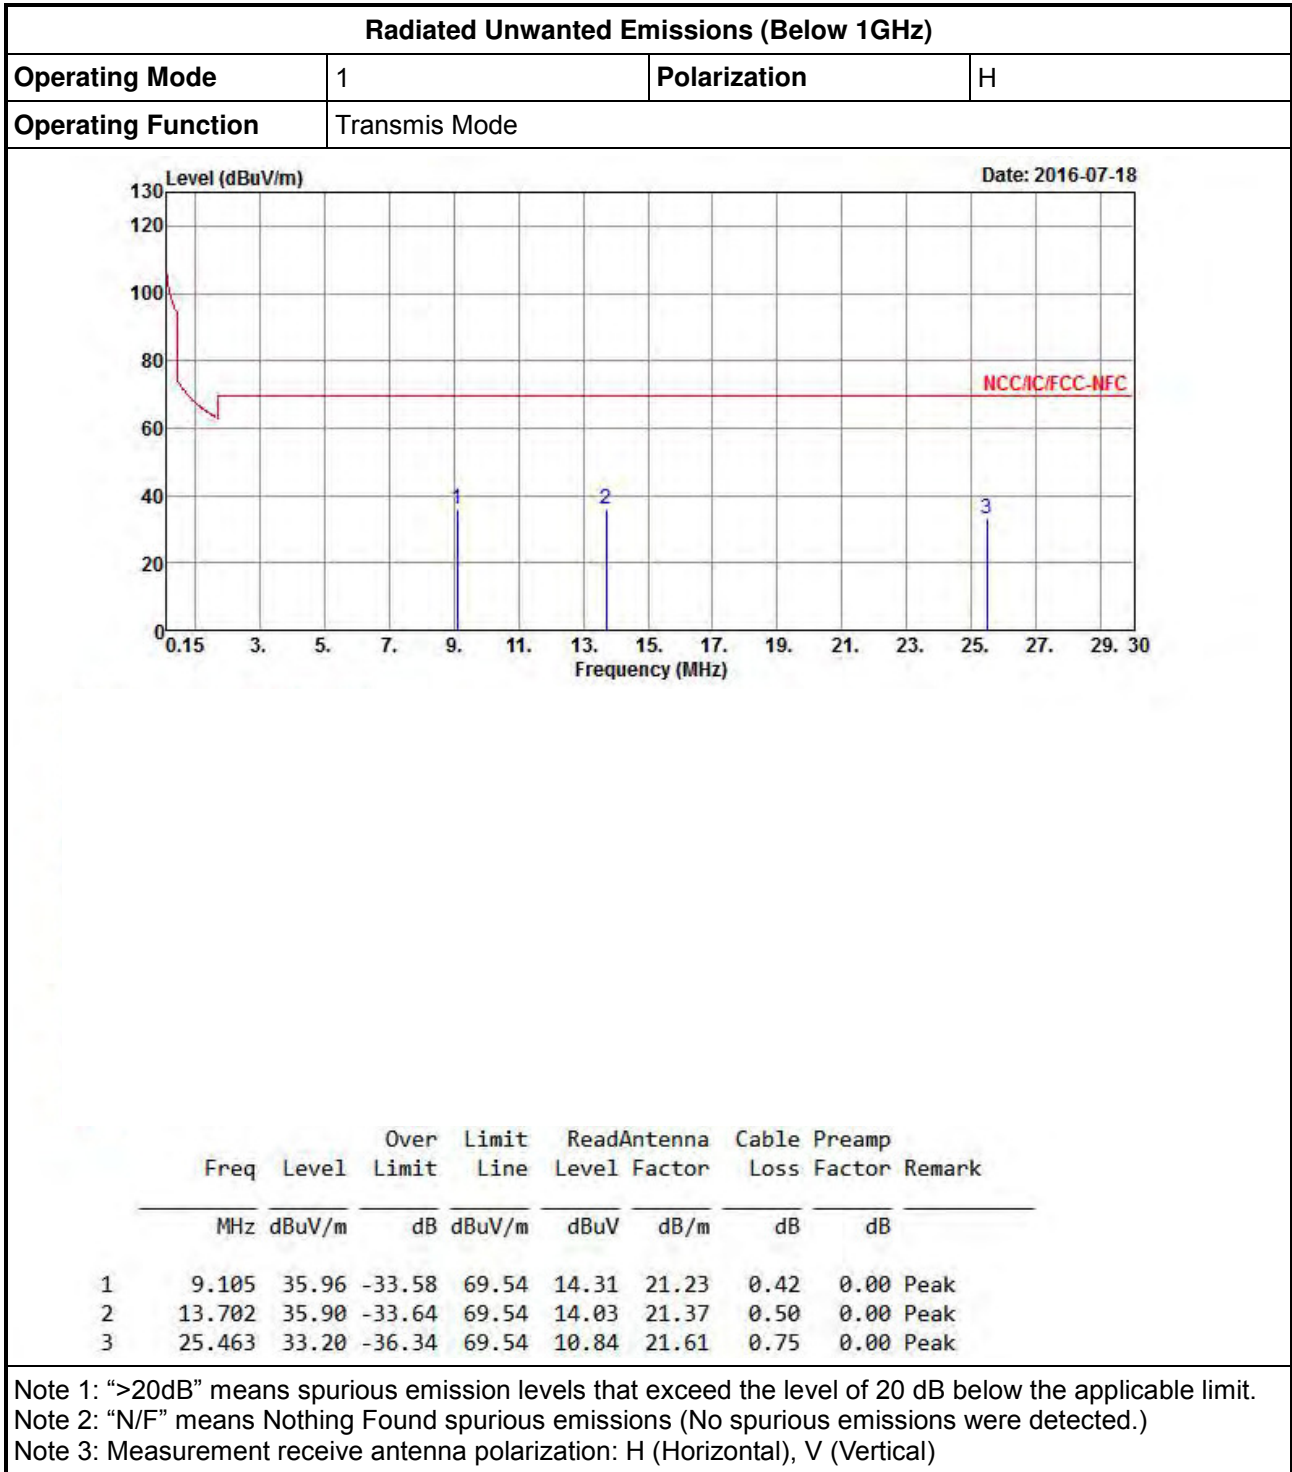 Radiated Unwanted Emissions (Below 1GHz)
Operating Mode 1 Polarization H
Operating Function Transmis Mode
Level (dBuV/m) Date: 2016-07-18
130
120
100
80
NCC/IC/FCC-NFC
60
40
1 2 3
20
0
0.15 3. 5. 7. 9. 11. 13. 15. 17. 19. 21. 23. 25. 27. 29. 30
Frequency (MHz)
Over Limit ReadAntenna Cable Preamp
Freq Level Limit Line Level Factor Loss Factor Remark
MHz dBuV/m dB dBuV/m dBuV dB/m dB dB
1 9.105 35.96 -33.58 69.54 14.31 21.23 0.42 0.00 Peak
2 13.702 35.90 -33.64 69.54 14.03 21.37 0.50 0.00 Peak
3 25.463 33.20 -36.34 69.54 10.84 21.61 0.75 0.00 Peak
Note 1: “>20dB” means spurious emission levels that exceed the level of 20 dB below the applicable limit.
Note 2: “N/F” means Nothing Found spurious emissions (No spurious emissions were detected.)
Note 3: Measurement receive antenna polarization: H (Horizontal), V (Vertical)